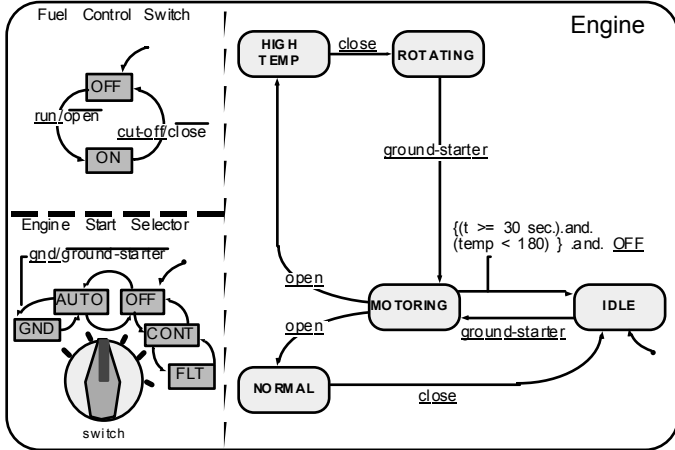 Fuel Control Switch
OFF
run/open
cut-off/close
ON
Engine Start Selector
gnd/ground-starter
AUTO
OFF
GND
CONT
FLT
switch
Engine
HIGH
TEMP
close
ROTATING
ground-starter
{(t >= 30 sec.).and.
(temp < 180) } .and. OFF
open
MOTORING
IDLE
open
ground-starter
NORMAL
close